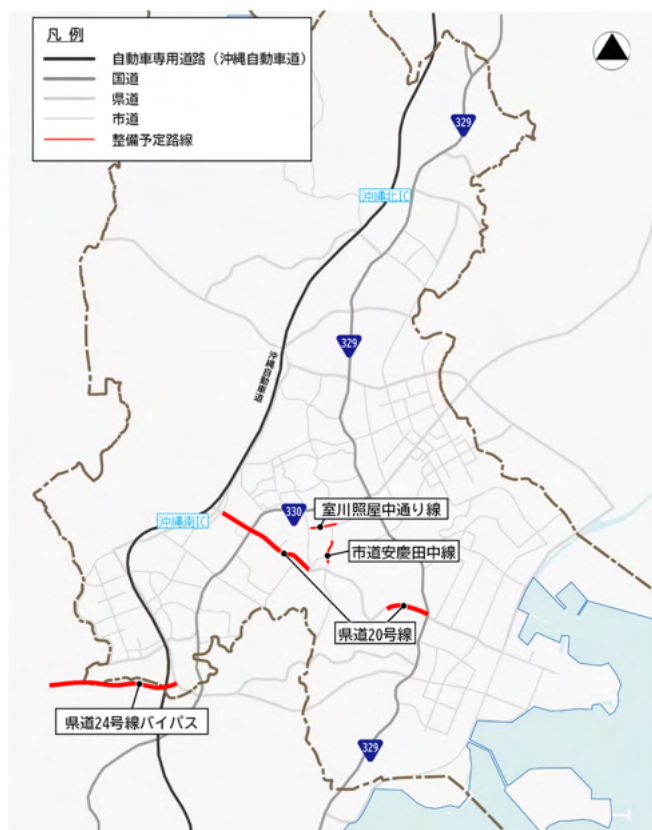 凡 例
自動車専用道路（沖縄自動車道）
国道
県道
市道
整備予定路線
329
沖縄北IC
329
沖縄自動車道
沖縄南IC
330
室川照屋中通り線
市道安慶田中線
県道20号線
県道24号線バイパス
329